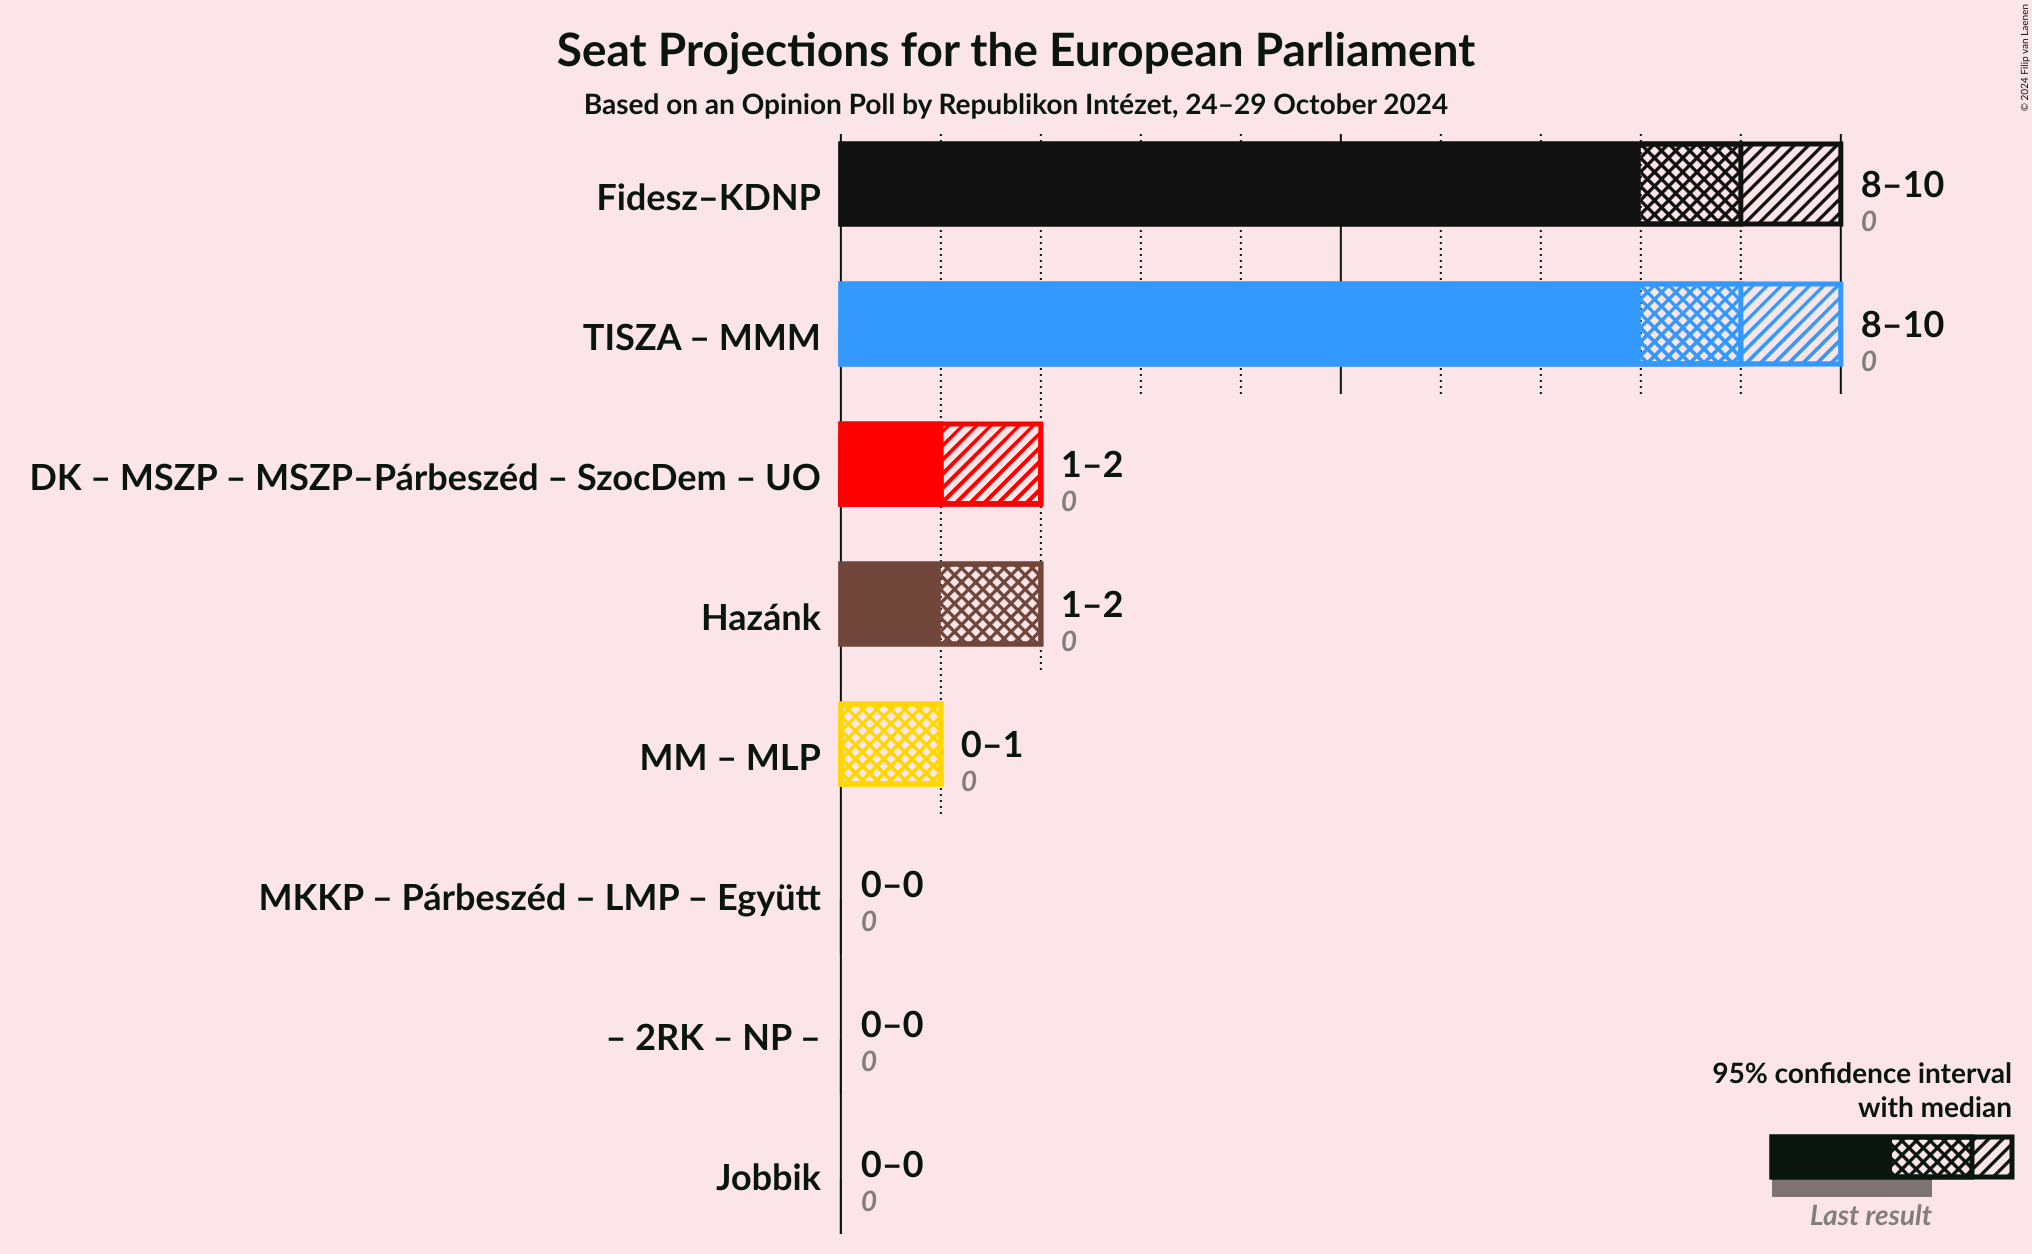 Seat Projections for the European Parliament
Based on an Opinion Poll by Republikon Intézet, 24–29 October 2024
© 2024 Filip van Laenen
Fidesz–KDNP
8–10
0
TISZA – MMM
8–10
0
DK – MSZP – MSZP–Párbeszéd – SzocDem – UO
1–2
0
Hazánk
1–2
0
MM – MLP
0–1
0
MKKP – Párbeszéd – LMP – Együtt
0–0
0
– 2RK – NP –
0–0
0
Jobbik
0–0
0
95% confidence interval
with median
Last result